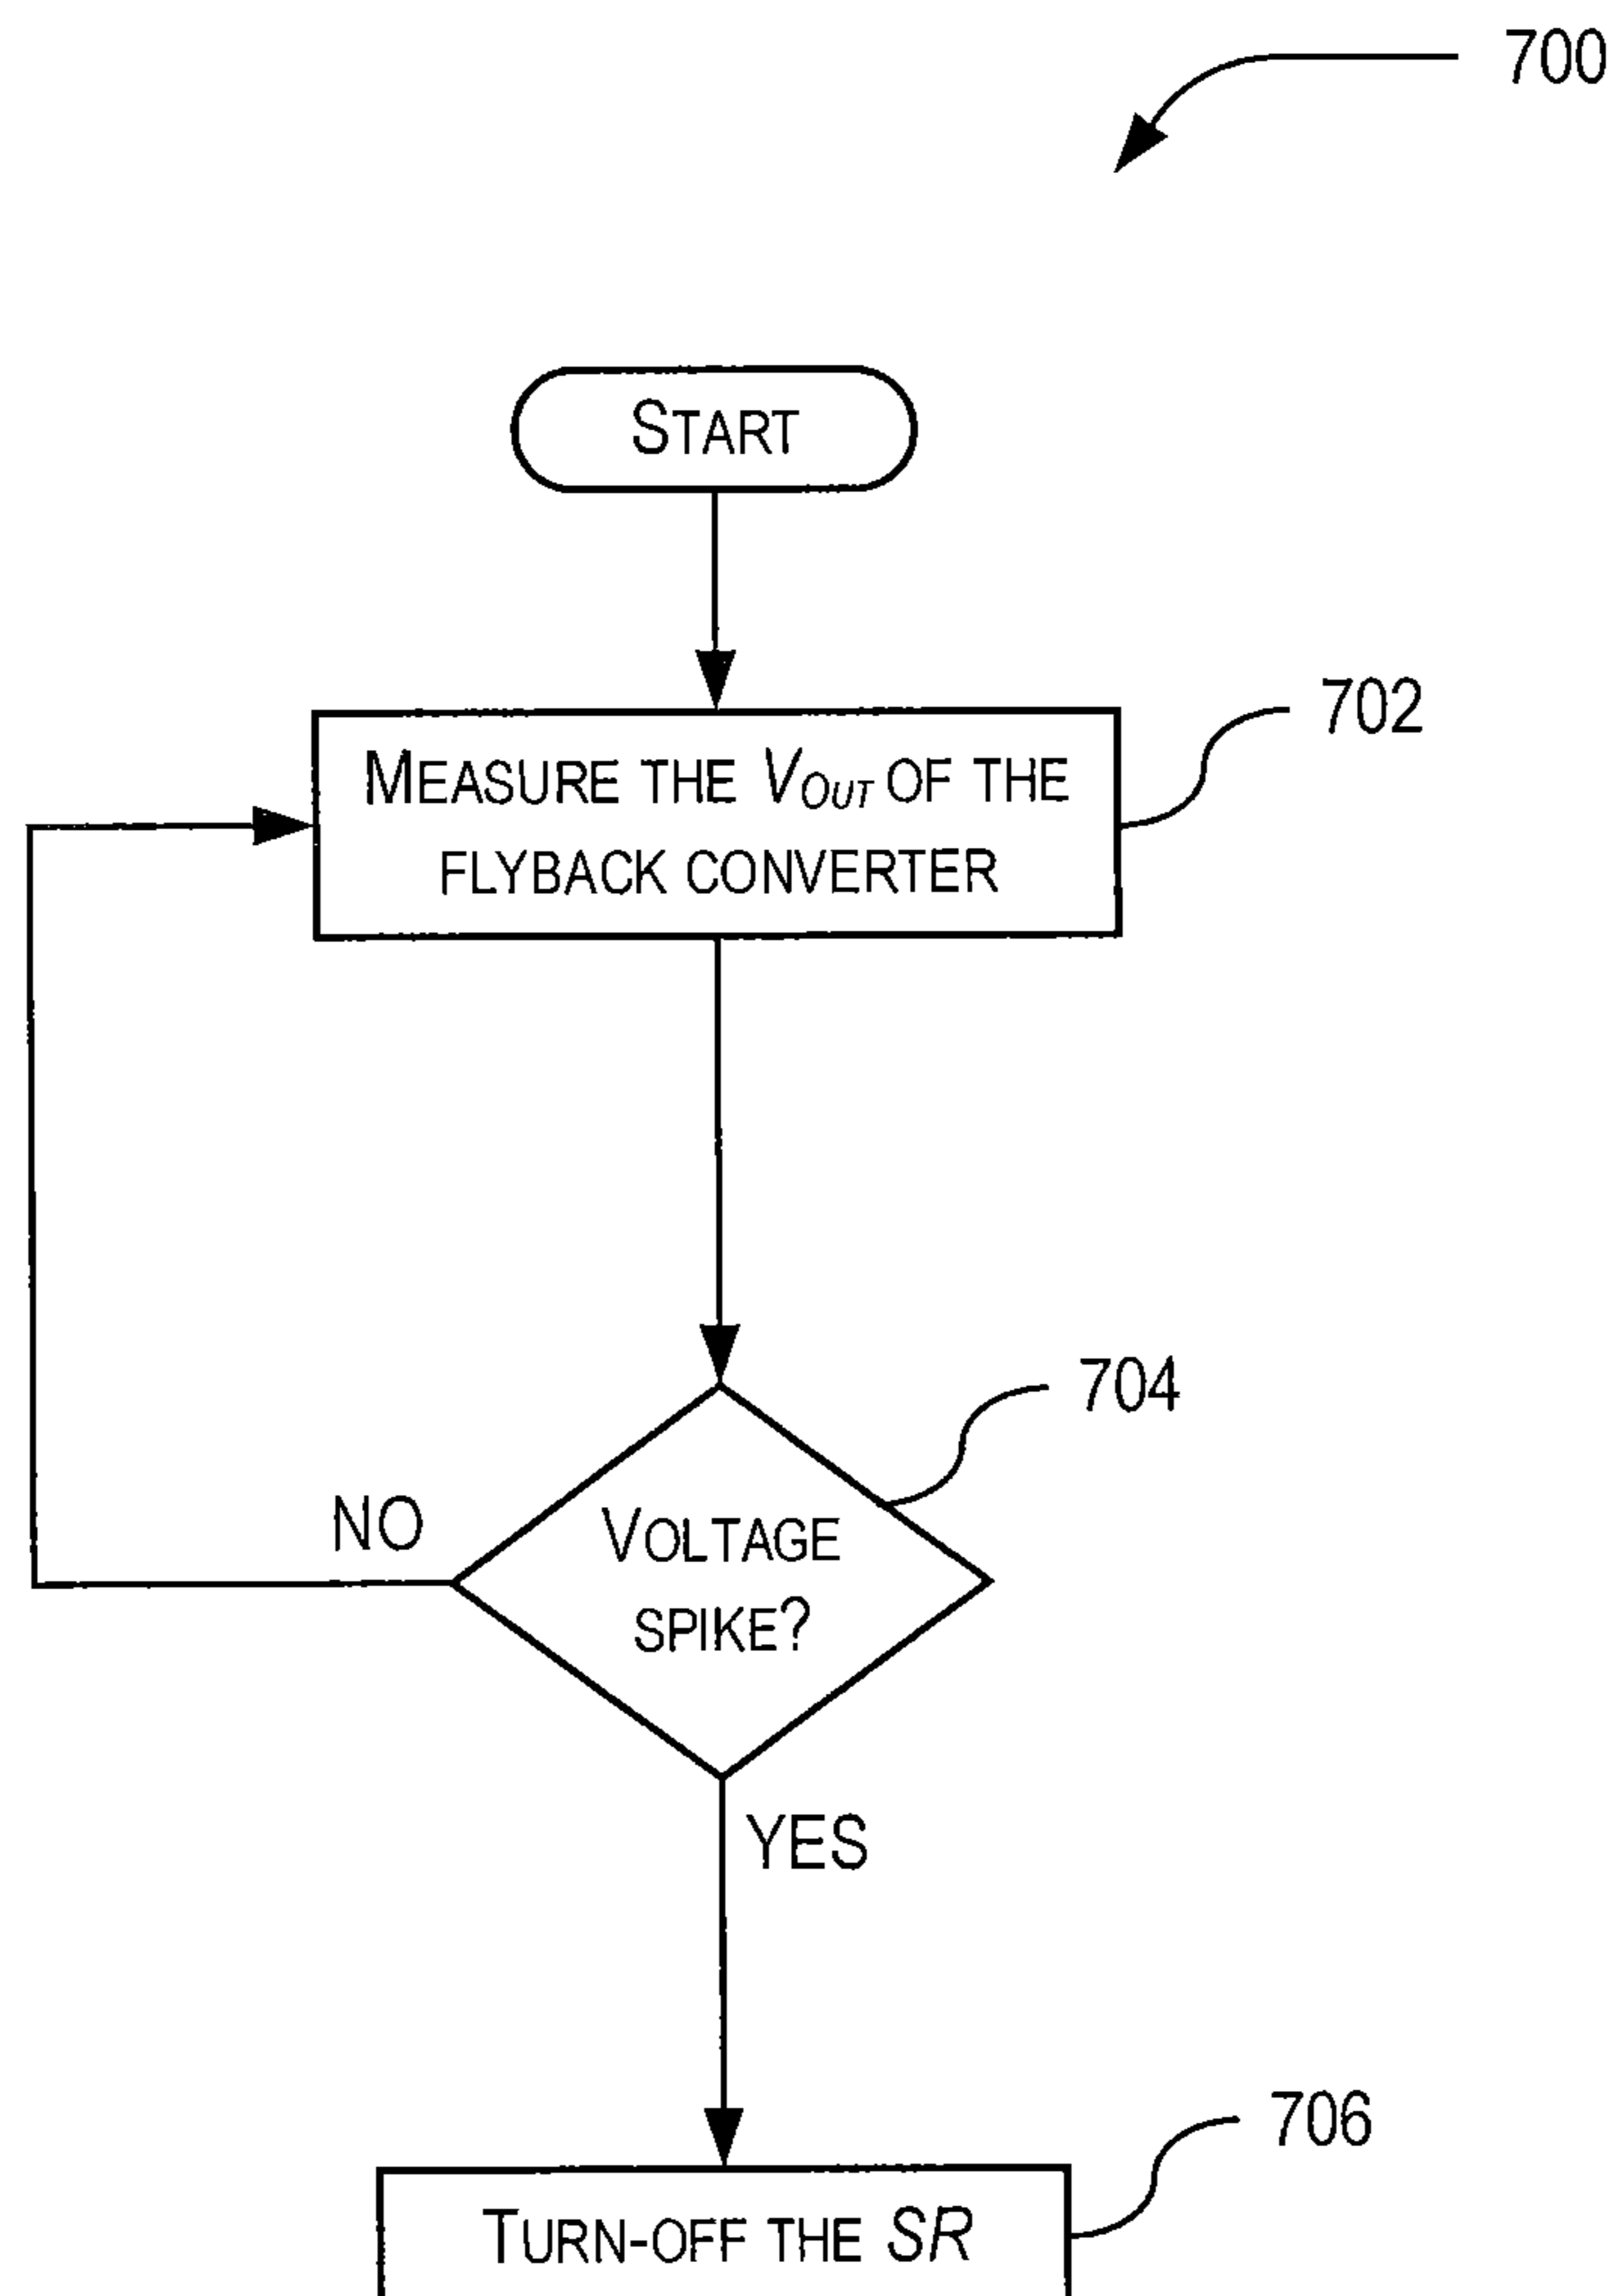 700
START
702
MEASURE THE VOUT OF THE
FLYBACK CONVERTER
704
NO
VOLTAGE
SPIKE?
YES
706
TURN-OFF THE SR